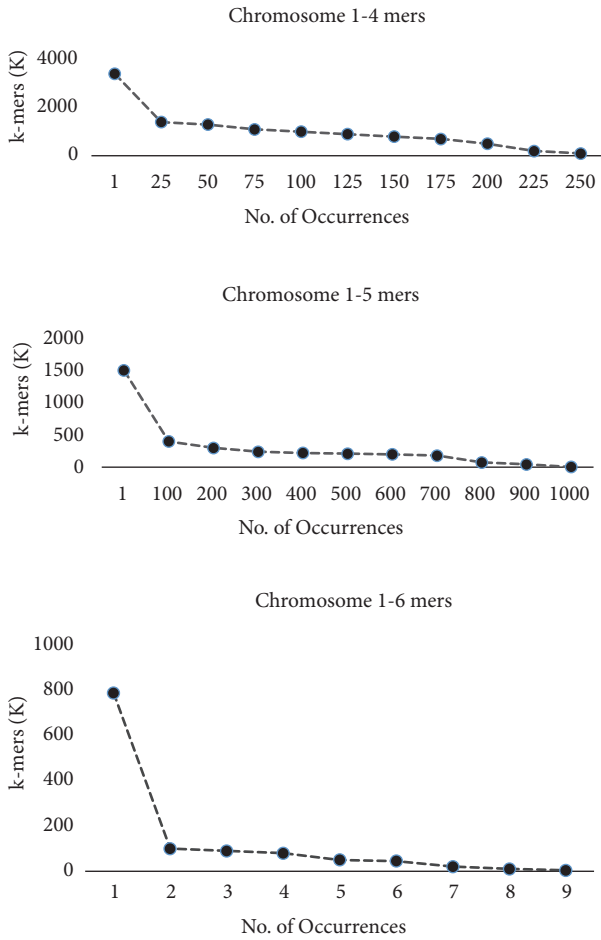 Chromosome 1-4 mers
k-mers (K)
4000
2000
0
1 25 50 75 100 125 150 175 200 225 250
No. of Occurrences
Chromosome 1-5 mers
k-mers (K)
2000
1500
1000
500
0
1 100 200 300 400 500 600 700 800 900 1000
No. of Occurrences
Chromosome 1-6 mers
k-mers (K)
1000
800
600
400
200
0
1 2 3 4 5 6 7 8 9
No. of Occurrences